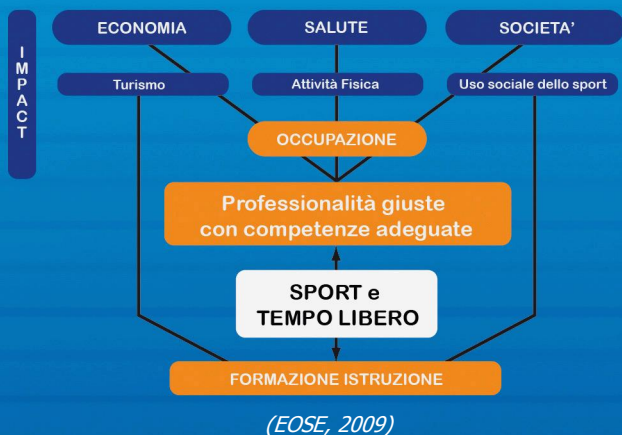 IMPACT
ECONOMIA
SALUTE
SOCIETA’
Turismo
Attività Fisica
Uso sociale dello sport
OCCUPAZIONE
Professionalità giuste
con competenze adeguate
SPORT e
TEMPO LIBERO
FORMAZIONE ISTRUZIONE
(EOSE, 2009)